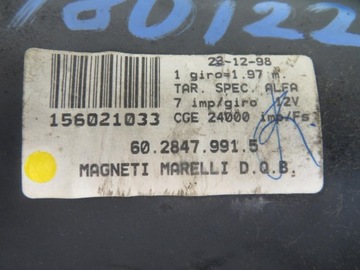 180122
22-12-98
1 giro=1.97 m.
TAR. SPEC. ALFA
7 imp/giro 12V
CGE 24000 imp/Fs
156021033
60.2847.991.5
MAGNETI MARELLI D.Q.B.